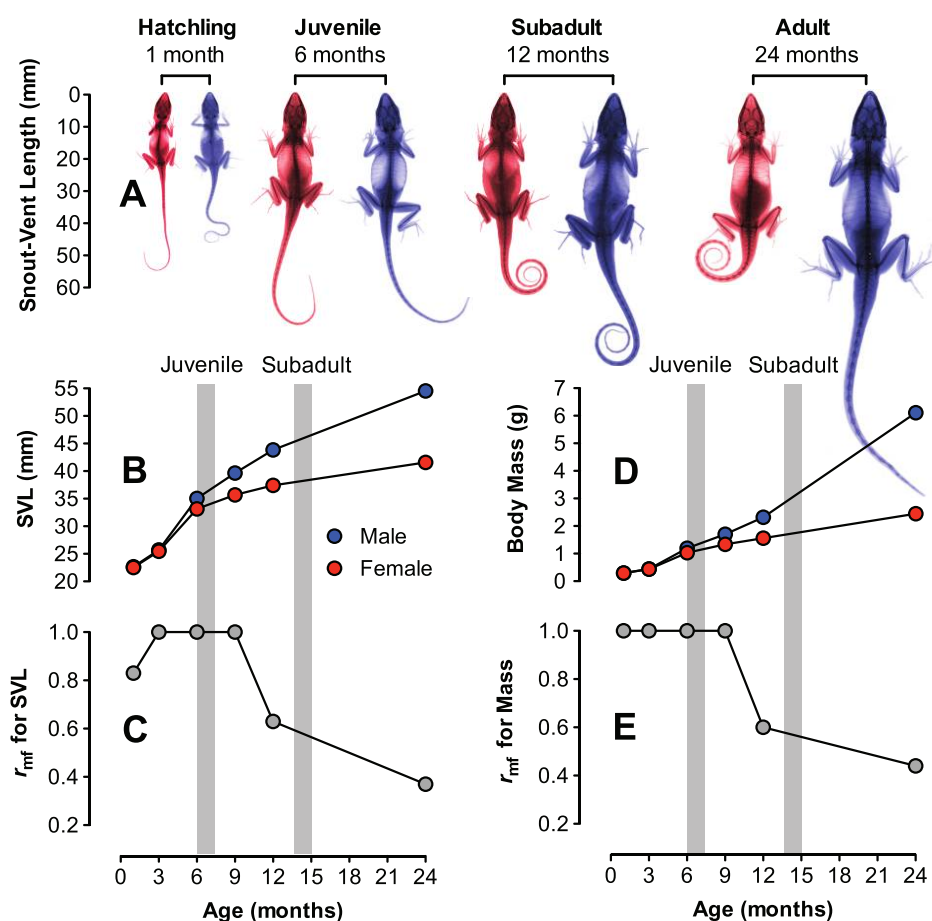 Hatchling
1 month
Juvenile
6 months
Subadult
12 months
Adult
24 months
Snout-Vent Length (mm)
0
10
20
30
40
50
60
A
Juvenile
Subadult
SVL (mm)
55
50
45
40
35
30
25
20
B
Male
Female
Juvenile
Subadult
Body Mass (g)
7
6
5
4
3
2
1
0
D
rmf for SVL
1.0
0.8
0.6
0.4
0.2
C
0 3 6 9 12 15 18 21 24
Age (months)
rmf for Mass
1.0
0.8
0.6
0.4
0.2
E
0 3 6 9 12 15 18 21 24
Age (months)